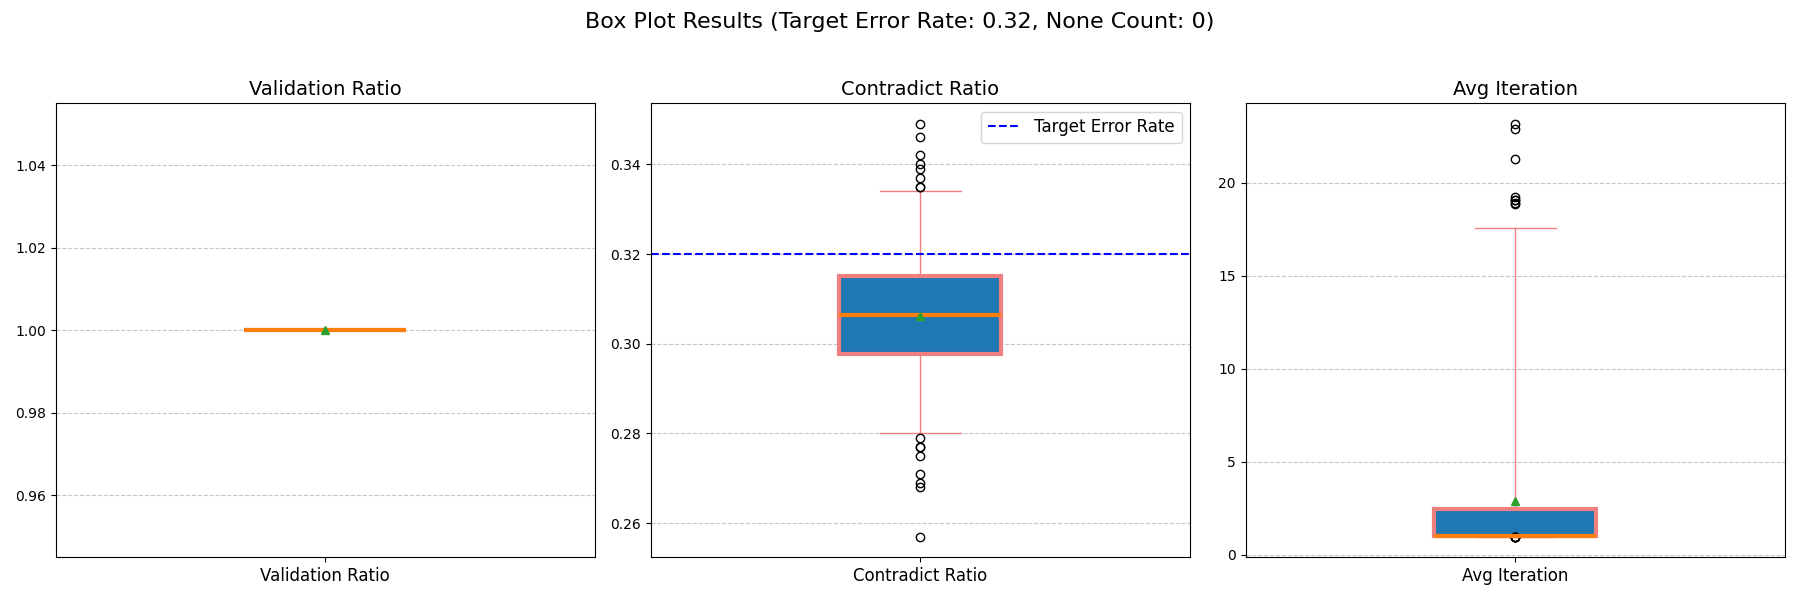 Box Plot Results (Target Error Rate: 0.32, None Count: 0)
Validation Ratio
1.04
1.02
1.00
0.98
0.96
Validation Ratio
Contradict Ratio
Target Error Rate
0.34
0.32
0.30
0.28
0.26
Contradict Ratio
Avg Iteration
20
15
10
5
0
Avg Iteration